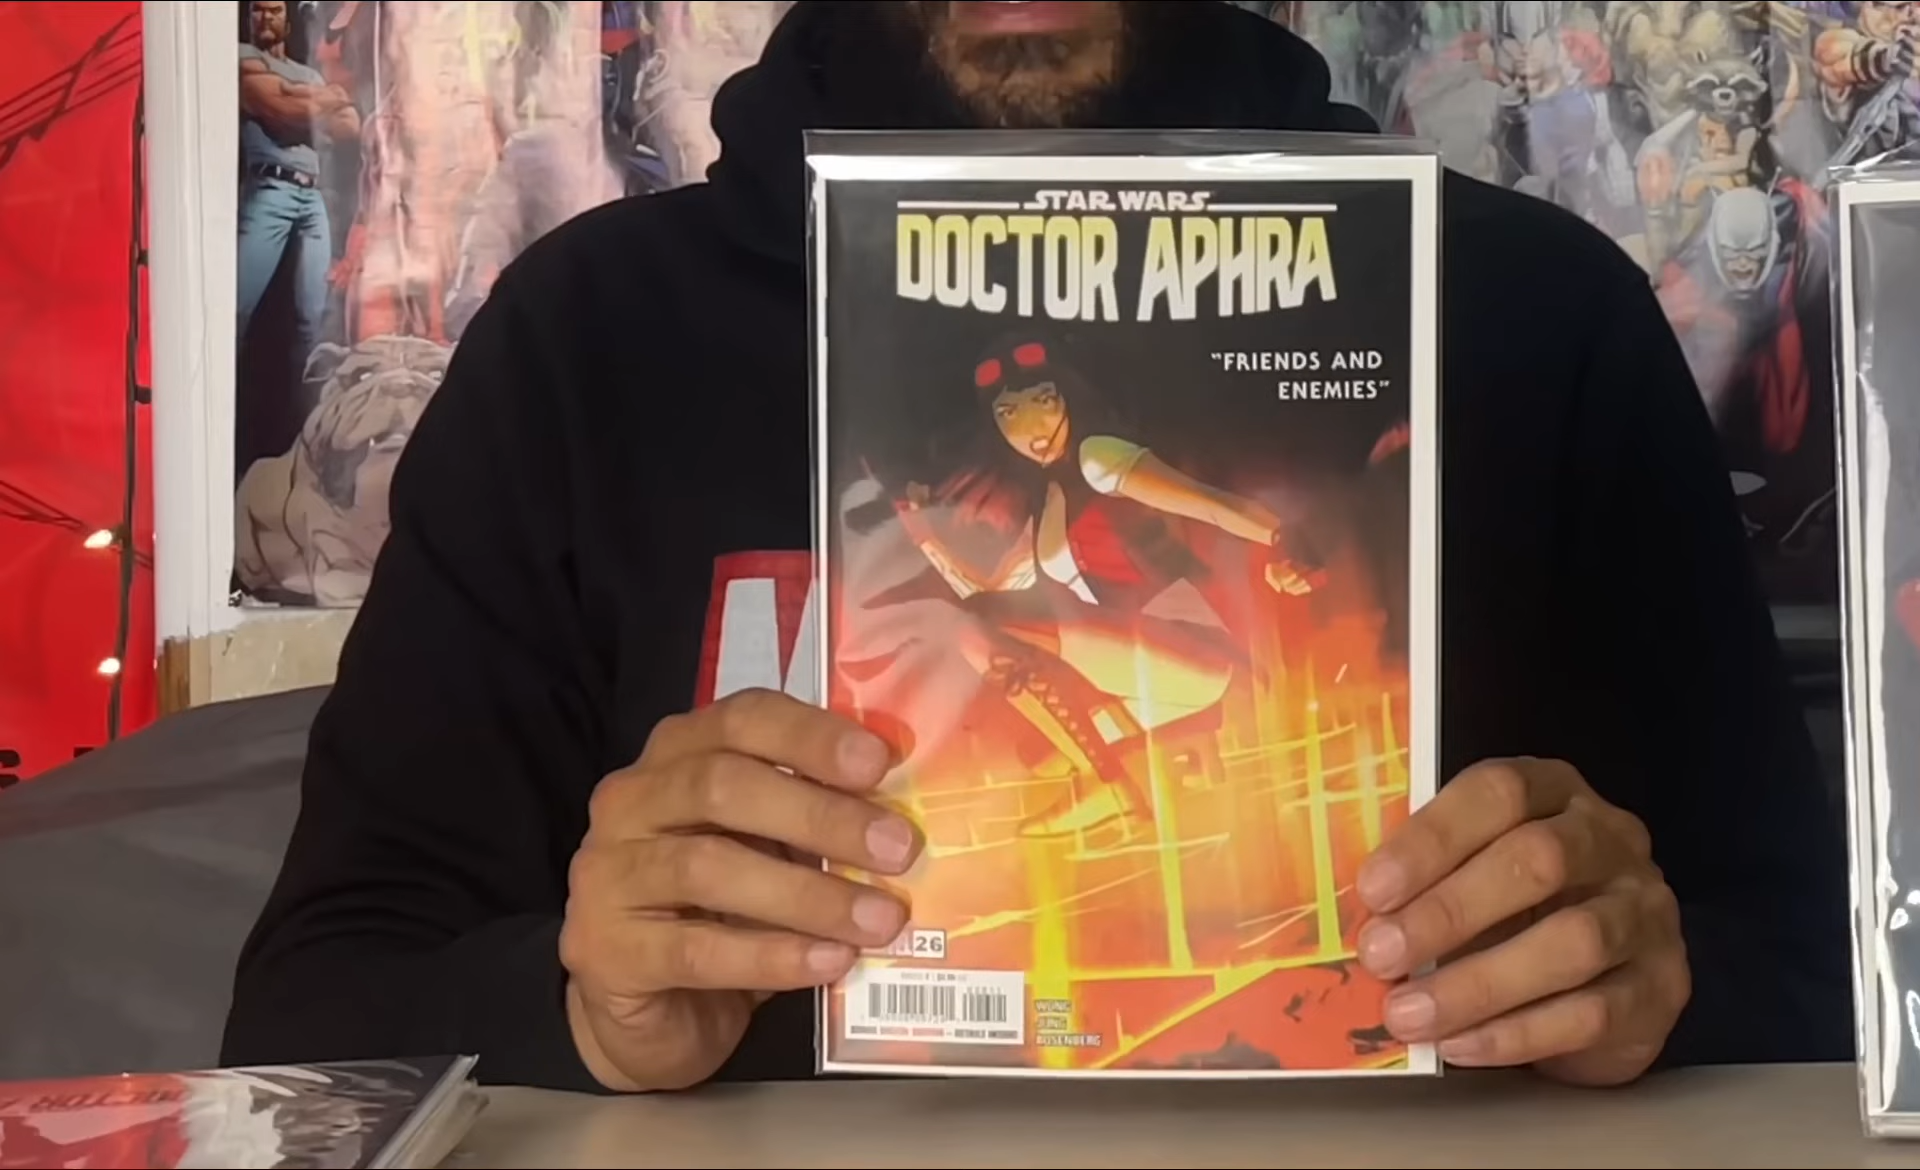 STAR WARS
DOCTOR APHRA
"FRIENDS AND
ENEMIES"
26
WONG
JUNG
ROSENBERG